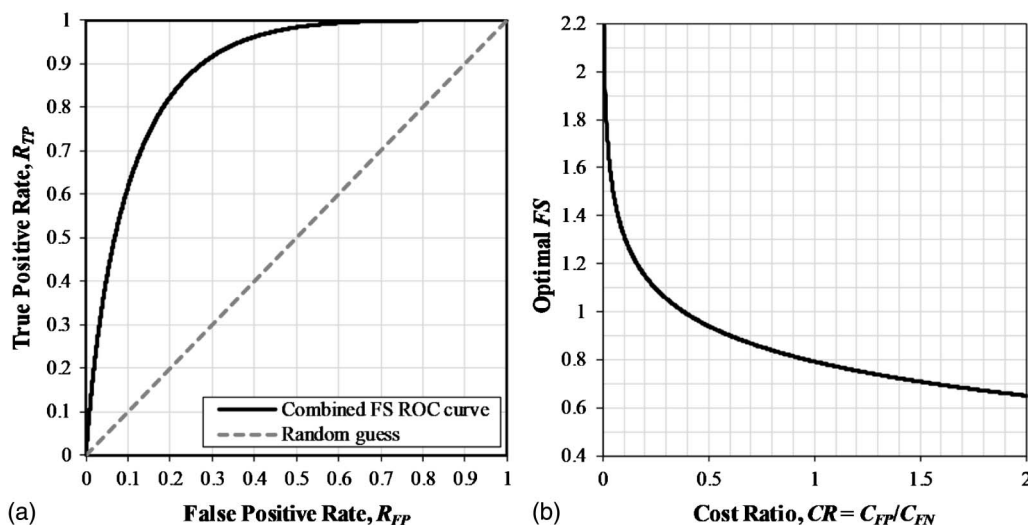 1
0.9
0.8
0.7
0.6
0.5
0.4
0.3
0.2
0.1
0
True Positive Rate, R_TP
0 0.1 0.2 0.3 0.4 0.5 0.6 0.7 0.8 0.9 1
False Positive Rate, R_FP
Combined FS ROC curve
Random guess
(a)
2.2
2
1.8
1.6
1.4
1.2
1
0.8
0.6
0.4
Optimal FS
0 0.5 1 1.5 2
Cost Ratio, CR = C_FP/C_FN
(b)